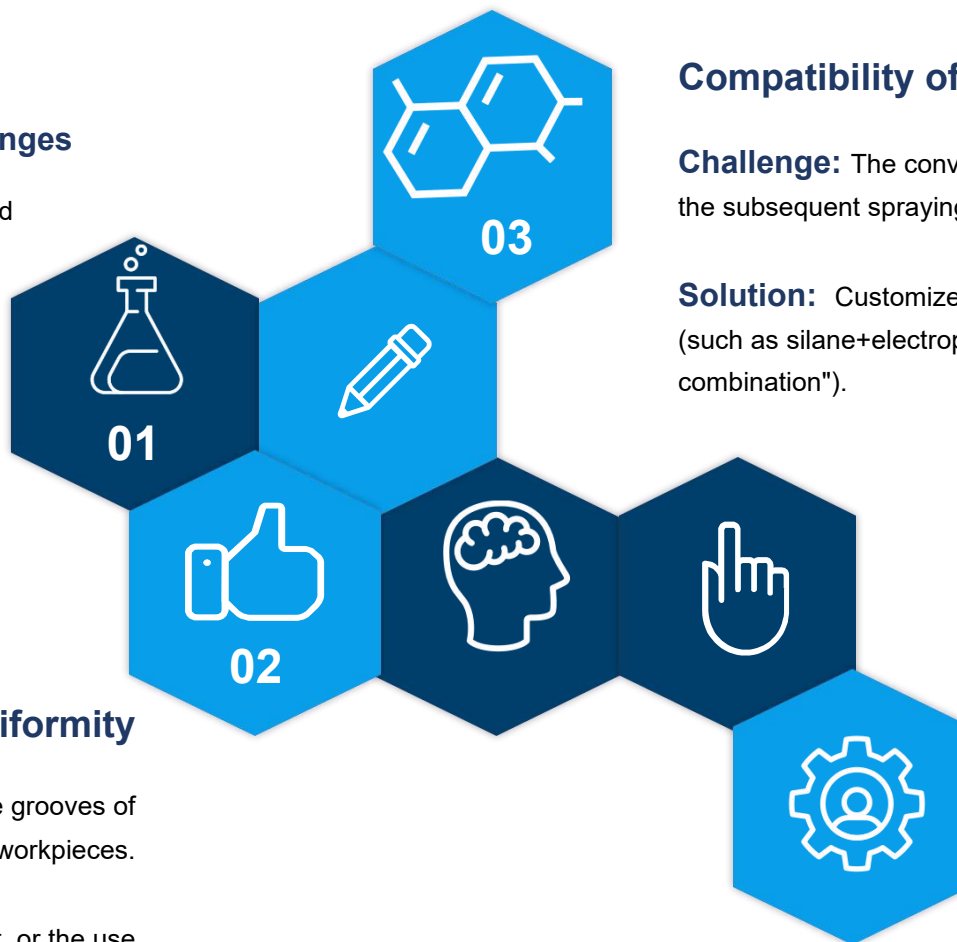 nges
d
01
02
03
Compatibility of
Challenge: The conv
the subsequent spraying
Solution: Customize
(such as silane+electrop
combination").
iformity
grooves of
workpieces.
or the use